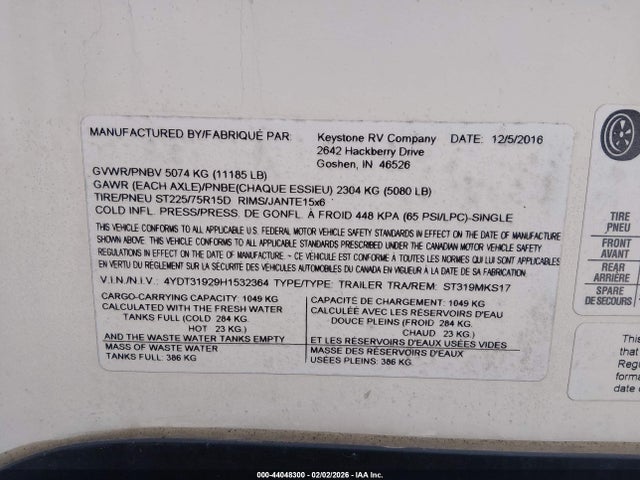 MANUFACTURED BY/FABRIQUÉ PAR: Keystone RV Company DATE: 12/5/2016
2642 Hackberry Drive
Goshen, IN 46526
GVWR/PNBV 5074 KG (11185 LB)
GAWR (EACH AXLE)/PNBE(CHAQUE ESSIEU) 2304 KG (5080 LB)
TIRE/PNEU ST225/75R15D RIMS/JANTE15x6
COLD INFL. PRESS/PRESS. DE GONFL. À FROID 448 KPA (65 PSI/LPC)-SINGLE
THIS VEHICLE CONFORMS TO ALL APPLICABLE U.S. FEDERAL MOTOR VEHICLE SAFETY STANDARDS IN EFFECT ON THE DATE OF MANUFACTURE
SHOWN ABOVE. THIS VEHICLE CONFORMS TO ALL APPLICABLE STANDARDS PRESCRIBED UNDER THE CANADIAN MOTOR VEHICLE SAFETY
REGULATIONS IN EFFECT ON THE DATE OF MANUFACTURE ~ CE VEHICULE EST CONFORME A TOUTES LES NORMES QUI LUI SONT APPLICABLES
EN VERTU DU REGLEMENT SUR LA SÉCURITÉ DES VÉHICULES AUTOMOBILES DU CANADA EN VIGUEUR À LA DATE DE SA FABRICATION
V.I.N./N.I.V.: 4YDT31929H1532364 TYPE/TYPE: TRAILER TRA/REM: ST319MKS17
CARGO-CARRYING CAPACITY: 1049 KG
CALCULATED WITH THE FRESH WATER
TANKS FULL: (COLD 284 KG.
HOT 23 KG.)
AND THE WASTE WATER TANKS EMPTY
MASS OF WASTE WATER
TANKS FULL: 386 KG
CAPACITÉ DE CHARGEMENT: 1049 KG
CALCULÉE AVEC LES RÉSERVOIRS D'EAU
DOUCE PLEINS (FROID 284 KG.
CHAUD 23 KG.)
ET LES RÉSERVOIRS D'EAUX USÉES VIDES
MASSE DES RÉSERVOIRS D'EAUX
USÉES PLEINS: 386 KG.
TIRE
PNEU
FRONT
AVANT
REAR
ARRIÈRE
SPARE
DE SECOURS
This
that
Regu
forma
date o
000-44048300 - 02/02/2026 - IAA Inc.